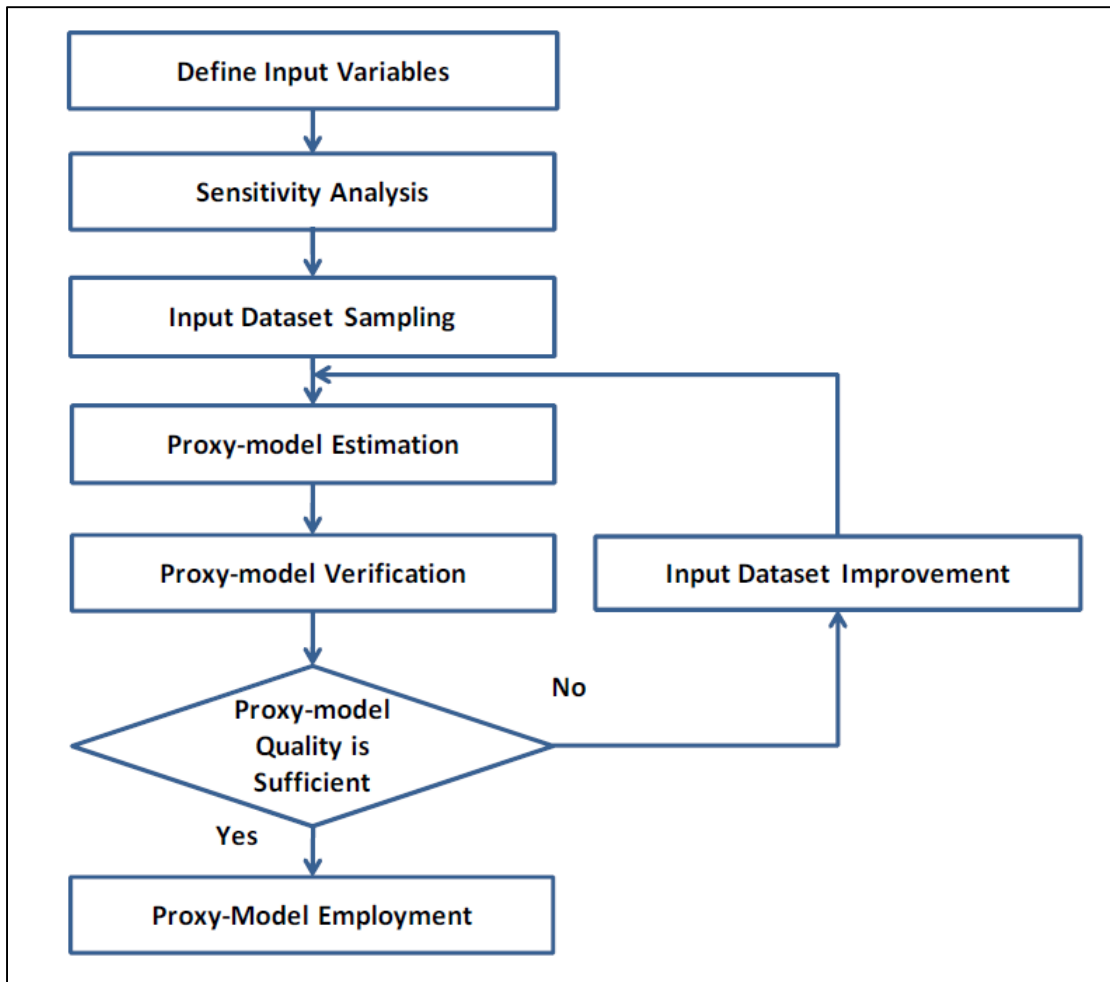 Define Input Variables
Sensitivity Analysis
Input Dataset Sampling
Proxy-model Estimation
Proxy-model Verification
Input Dataset Improvement
No
Proxy-model
Quality is
Sufficient
Yes
Proxy-Model Employment